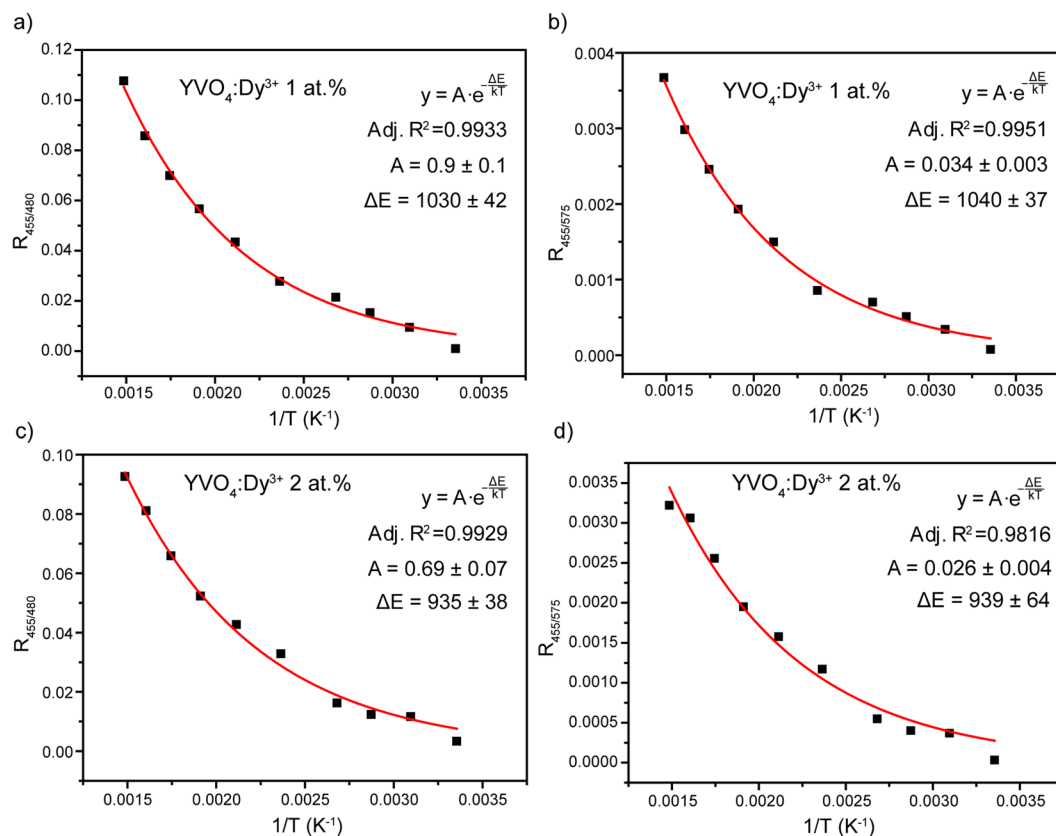 a)
YVO₄:Dy³⁺ 1 at.%
y = A·e^(-ΔE/kT)
Adj. R²=0.9933
A = 0.9 ± 0.1
ΔE = 1030 ± 42
R₄₅₅/₄₈₀
0.12
0.10
0.08
0.06
0.04
0.02
0.00
0.0015 0.0020 0.0025 0.0030 0.0035
1/T (K⁻¹)
b)
YVO₄:Dy³⁺ 1 at.%
y = A·e^(-ΔE/kT)
Adj. R²=0.9951
A = 0.034 ± 0.003
ΔE = 1040 ± 37
R₄₅₅/₅₇₅
0.004
0.003
0.002
0.001
0.000
0.0015 0.0020 0.0025 0.0030 0.0035
1/T (K⁻¹)
c)
YVO₄:Dy³⁺ 2 at.%
y = A·e^(-ΔE/kT)
Adj. R²=0.9929
A = 0.69 ± 0.07
ΔE = 935 ± 38
R₄₅₅/₄₈₀
0.10
0.08
0.06
0.04
0.02
0.00
0.0015 0.0020 0.0025 0.0030 0.0035
1/T (K⁻¹)
d)
YVO₄:Dy³⁺ 2 at.%
y = A·e^(-ΔE/kT)
Adj. R²=0.9816
A = 0.026 ± 0.004
ΔE = 939 ± 64
R₄₅₅/₅₇₅
0.0035
0.0030
0.0025
0.0020
0.0015
0.0010
0.0005
0.0000
0.0015 0.0020 0.0025 0.0030 0.0035
1/T (K⁻¹)